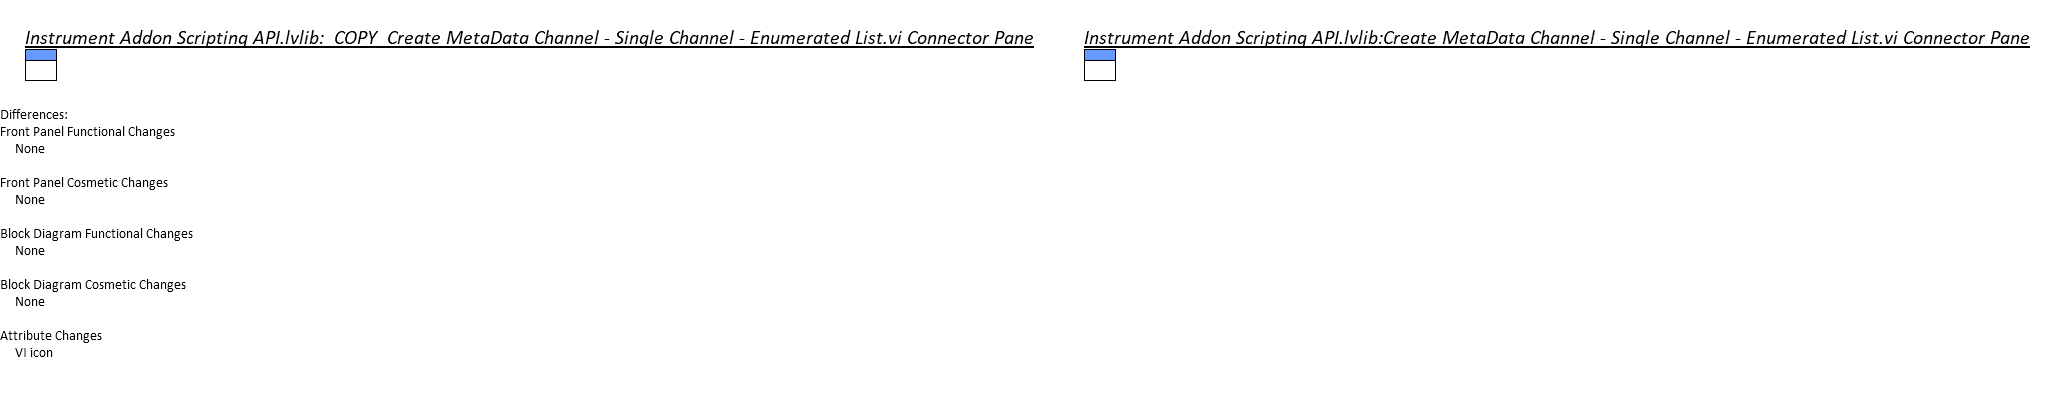 Instrument Addon Scripting API.lvlib:  COPY  Create MetaData Channel - Single Channel - Enumerated List.vi Connector Pane
Instrument Addon Scripting API.lvlib:Create MetaData Channel - Single Channel - Enumerated List.vi Connector Pane
Differences:
Front Panel Functional Changes
None
Front Panel Cosmetic Changes
None
Block Diagram Functional Changes
None
Block Diagram Cosmetic Changes
None
Attribute Changes
VI icon